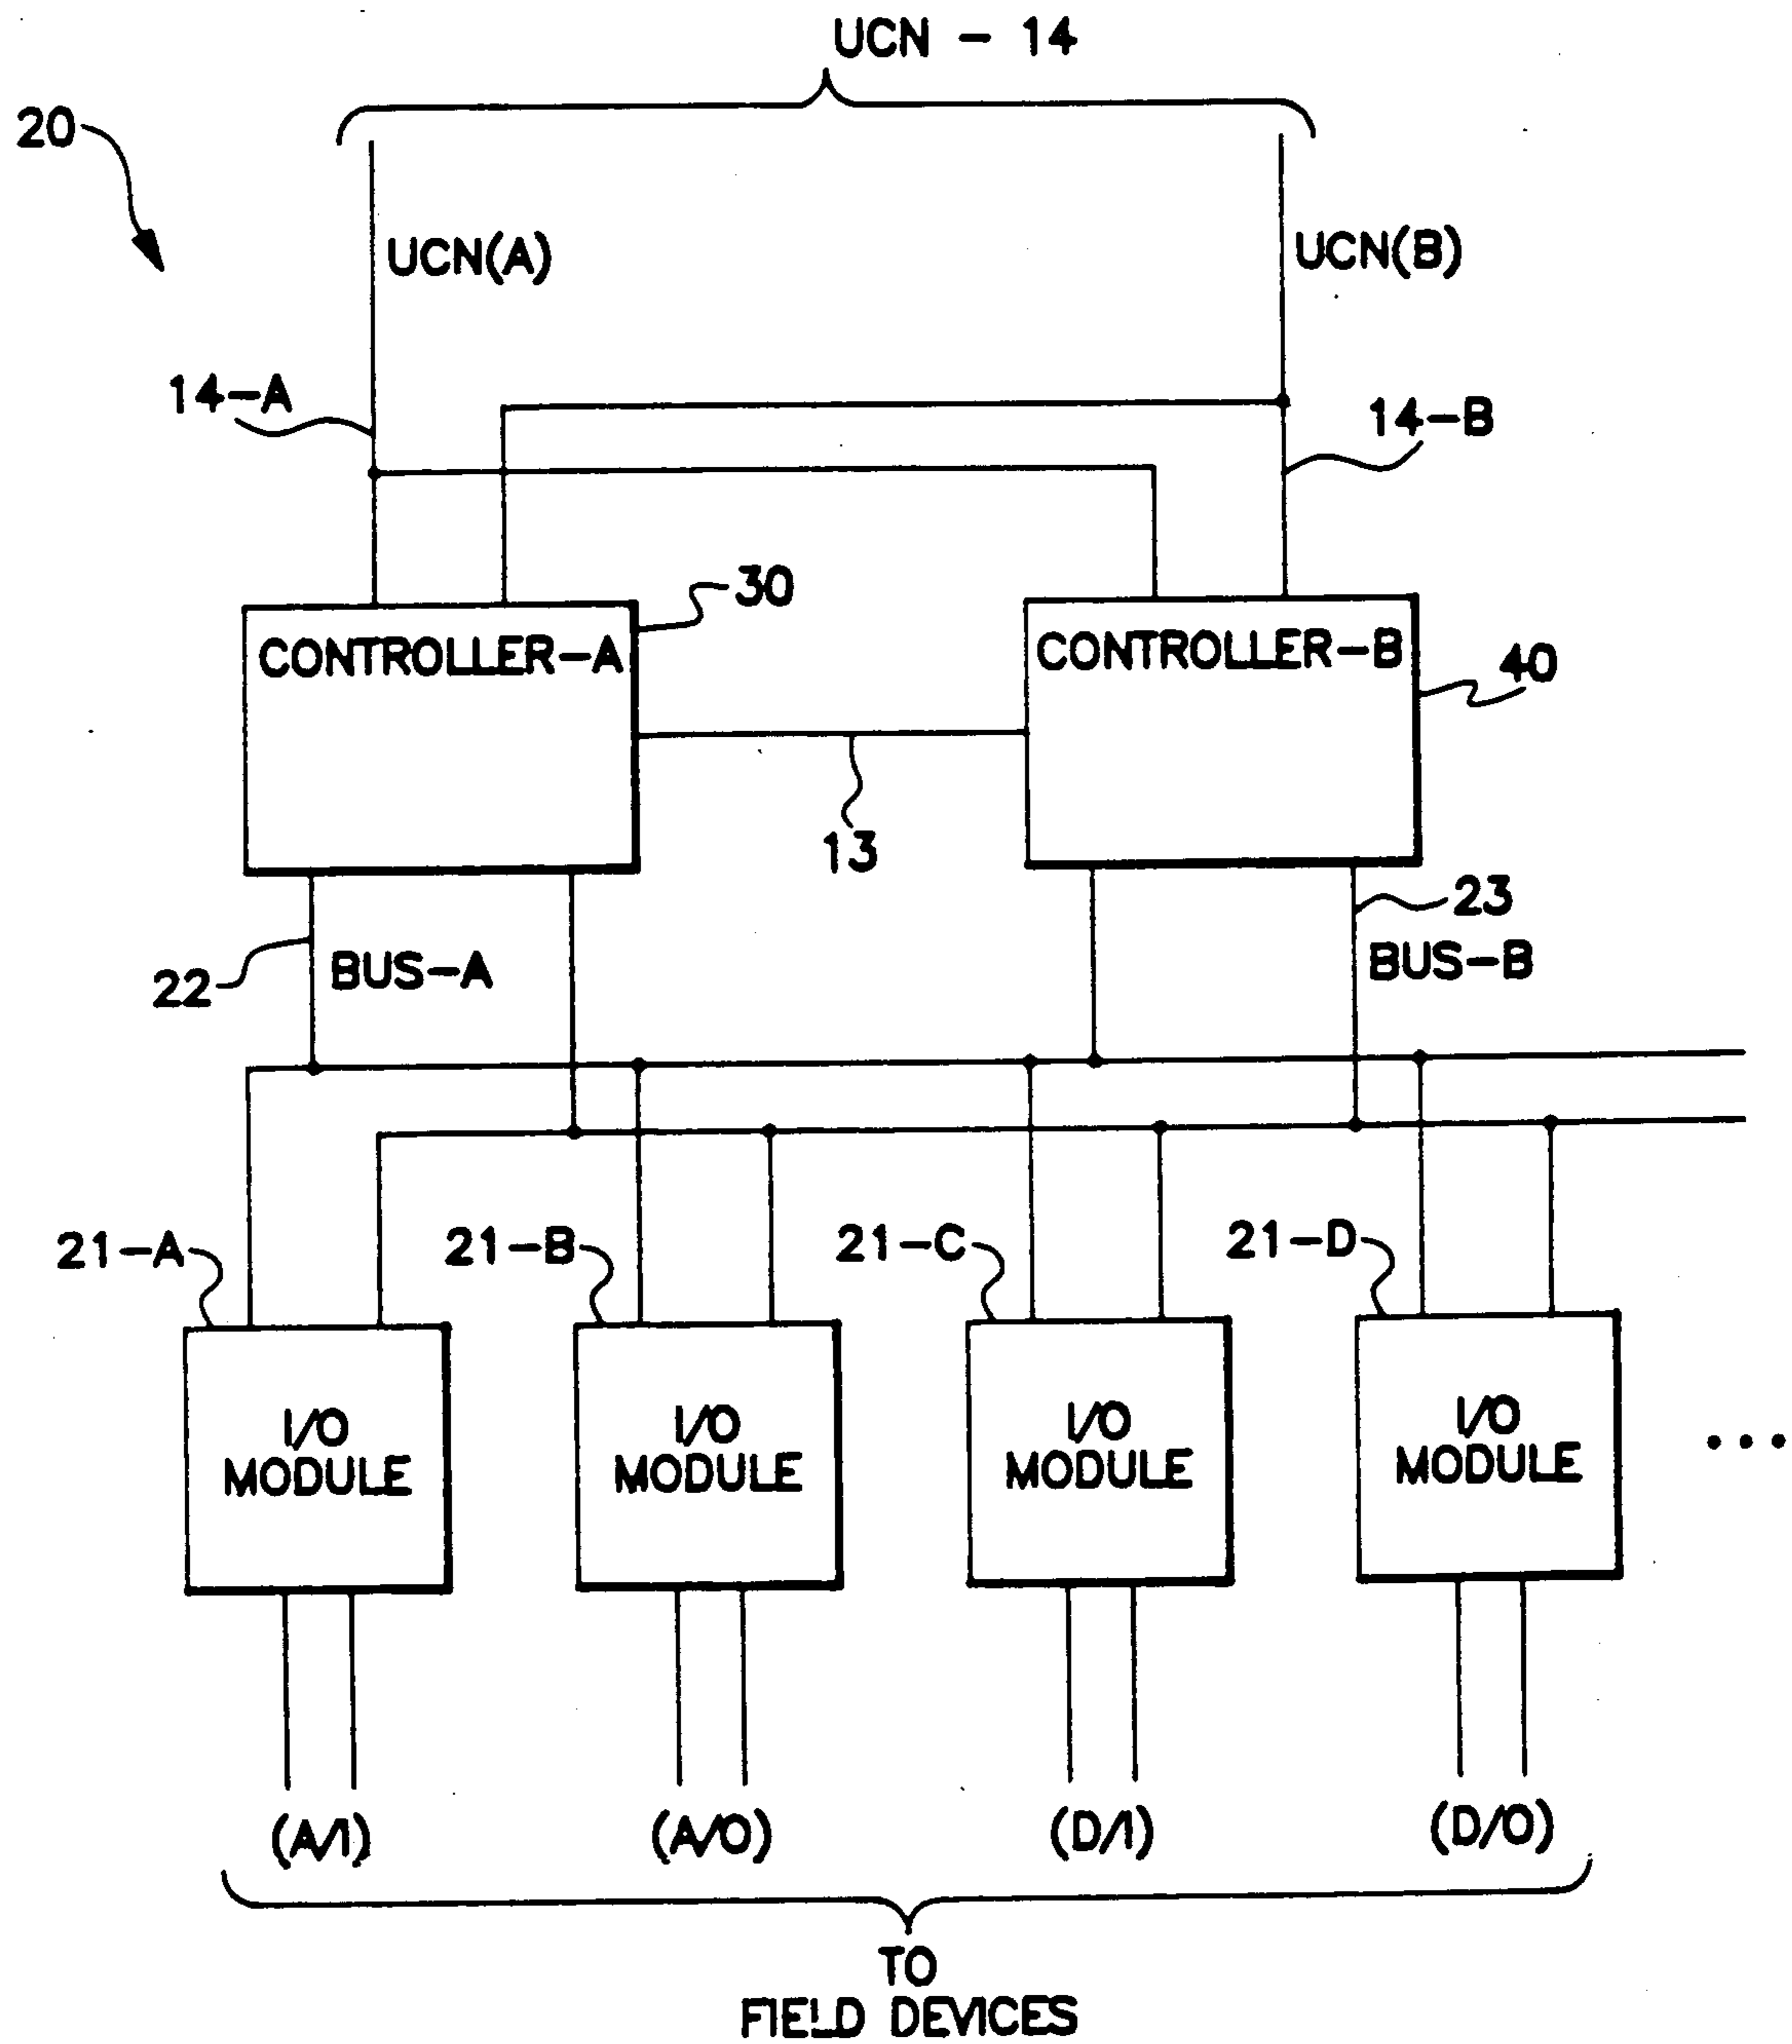 UCN - 14
20
UCN(A)
UCN(B)
14-A
14-B
30
CONTROLLER-A
CONTROLLER-B
40
13
23
22
BUS-A
BUS-B
21-A
21-B
21-C
21-D
I/O
MODULE
I/O
MODULE
I/O
MODULE
I/O
MODULE
...
(A/I)
(A/O)
(D/I)
(D/O)
TO
FIELD DEVICES